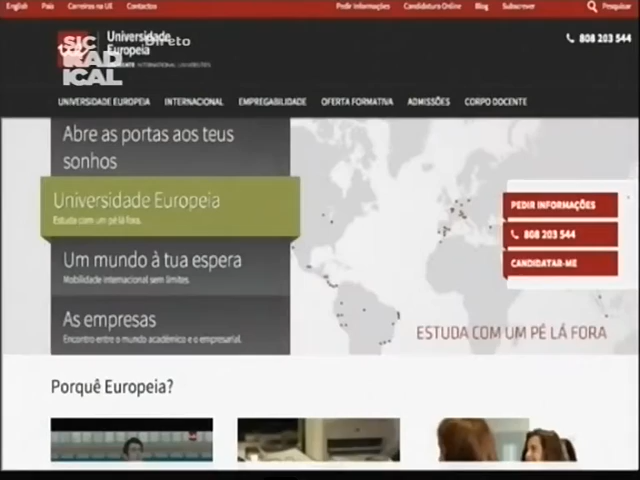 English País Carreiras na UE Contactos Pedir Informações Candidatura Online Blog Subscrever Pesquisar
SIC RADICAL
Direto
Universidade
Europeia
INTERNATIONAL UNIVERSITIES
808 203 544
UNIVERSIDADE EUROPEIA INTERNACIONAL EMPREGABILIDADE OFERTA FORMATIVA ADMISSÕES CORPO DOCENTE
Abre as portas aos teus
sonhos
Universidade Europeia
Estuda com um pé lá fora.
Um mundo à tua espera
Mobilidade internacional sem limites.
As empresas
Encontro entre o mundo académico e o empresarial.
PEDIR INFORMAÇÕES
808 203 544
CANDIDATAR-ME
ESTUDA COM UM PÉ LÁ FORA
Porquê Europeia?